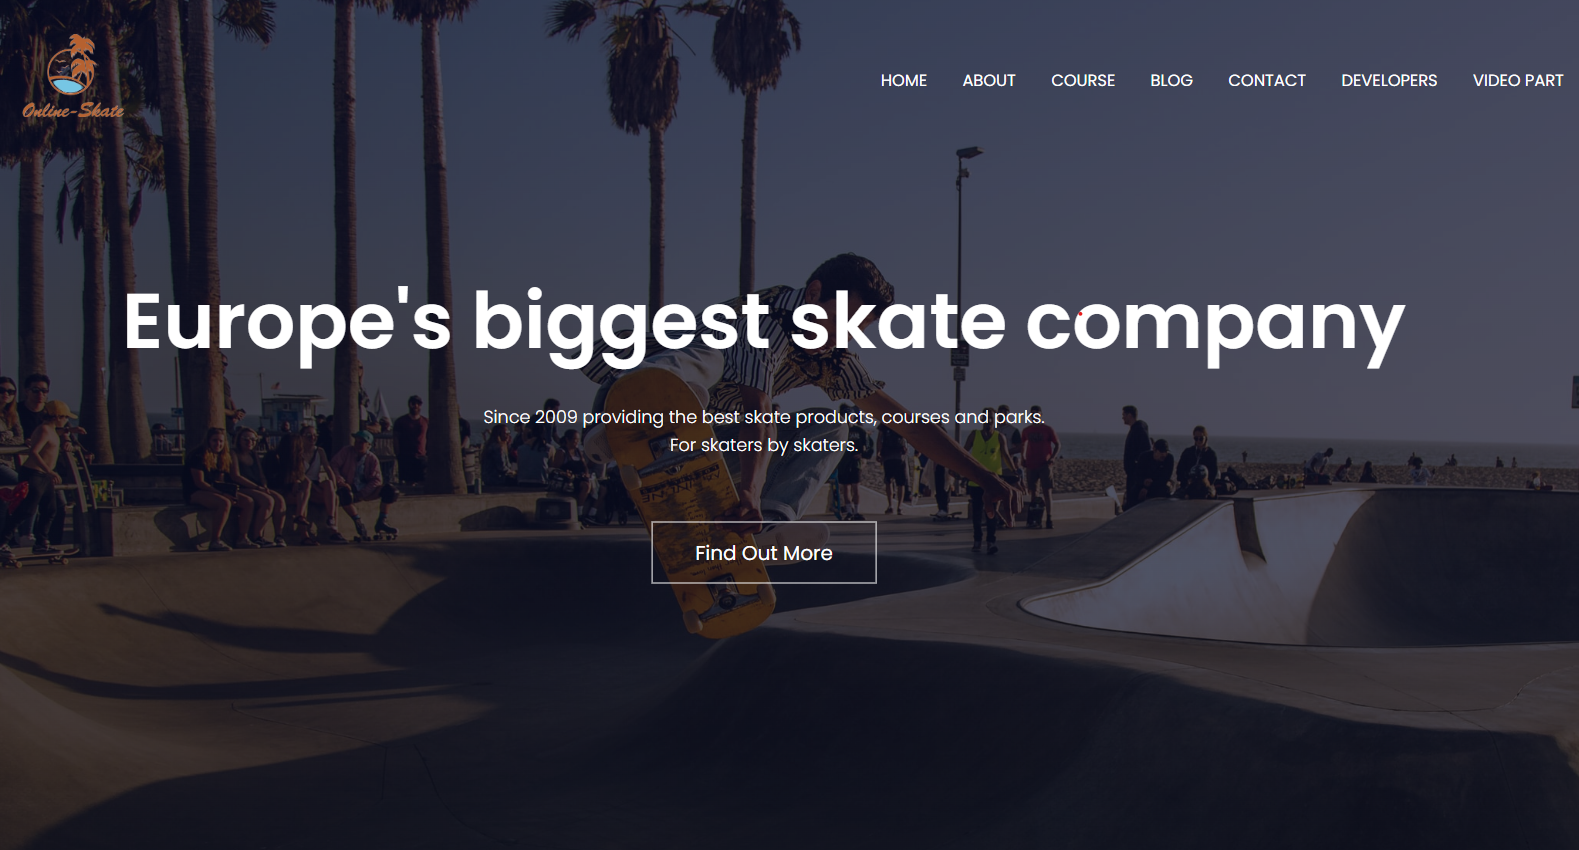 Online-Skate
HOME ABOUT COURSE BLOG CONTACT DEVELOPERS VIDEO PART
Europe's biggest skate company
Since 2009 providing the best skate products, courses and parks.
For skaters by skaters.
Find Out More